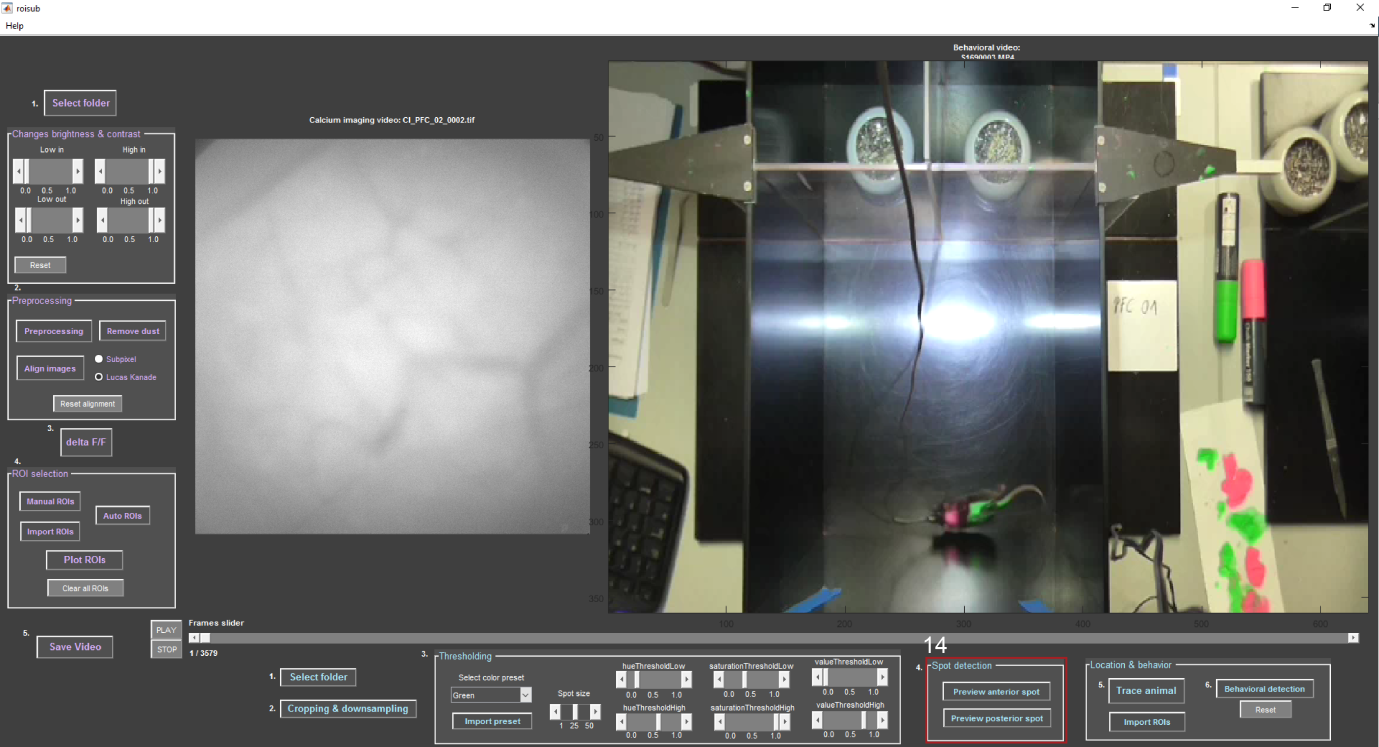 roisub
Help
Behavioral video:
S1690003.MP4
1.
Select folder
Calcium imaging video: CI_PFC_02_0002.tif
Changes brightness & contrast
Low in
High in
0.0 0.5 1.0
0.0 0.5 1.0
Low out
High out
0.0 0.5 1.0
0.0 0.5 1.0
Reset
2.
Preprocessing
Preprocessing
Remove dust
Align images
Subpixel
Lucas Kanade
Reset alignment
3.
delta F/F
4.
ROI selection
Manual ROIs
Auto ROIs
Import ROIs
Plot ROIs
Clear all ROIs
50
100
150
200
250
300
350
100
200
300
400
500
600
PFC 01
5.
Save Video
PLAY
STOP
Frames slider
1 / 3579
1.
Select folder
2.
Cropping & downsampling
3.
Thresholding
Select color preset
Green
Import preset
Spot size
1 25 50
hueThresholdLow
0.0 0.5 1.0
saturationThresholdLow
0.0 0.5 1.0
valueThresholdLow
0.0 0.5 1.0
hueThresholdHigh
0.0 0.5 1.0
saturationThresholdHigh
0.0 0.5 1.0
valueThresholdHigh
0.0 0.5 1.0
14
4.
Spot detection
Preview anterior spot
Preview posterior spot
Location & behavior
5.
Trace animal
Import ROIs
6.
Behavioral detection
Reset